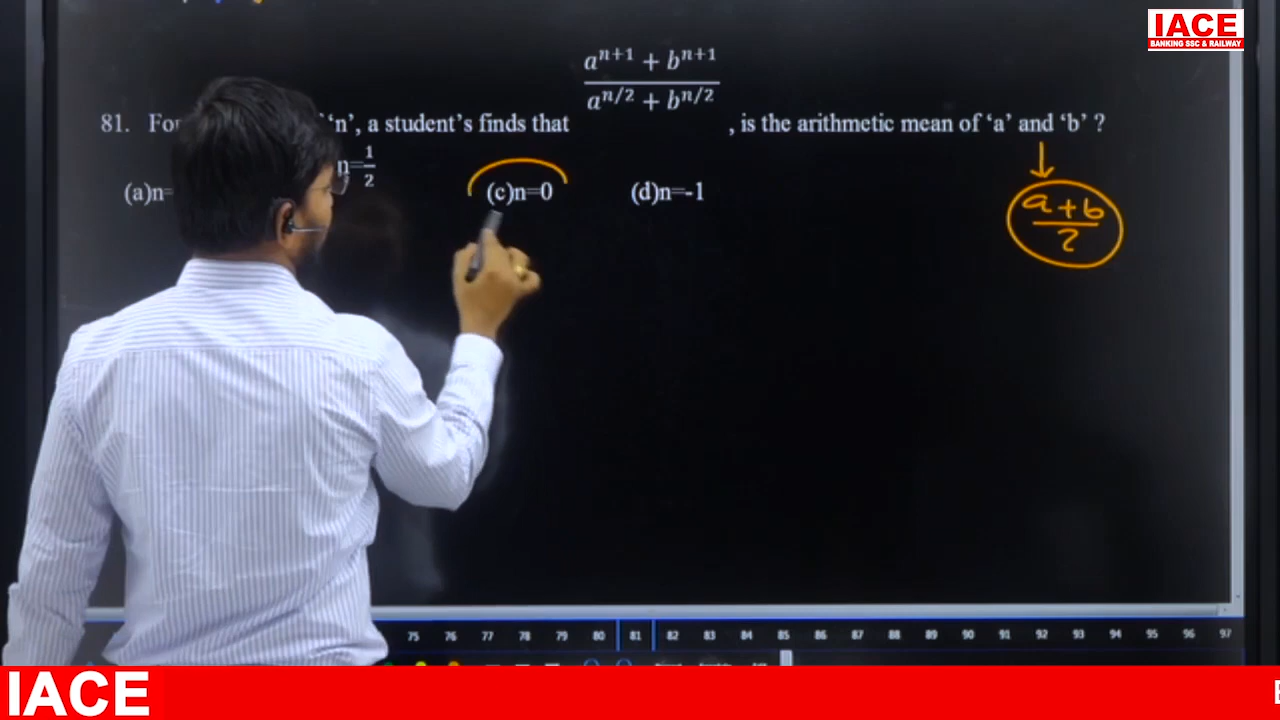 IACE
BANKING SSC & RAILWAY
a^{n+1} + b^{n+1}
a^{n/2} + b^{n/2}
81. For 'n', a student's finds that , is the arithmetic mean of 'a' and 'b' ?
(a)n= n=1/2 (c)n=0 (d)n=-1
a+b
2
75 76 77 78 79 80 81 82 83 84 85 86 87 88 89 90 91 92 93 94 95 96 97
IACE